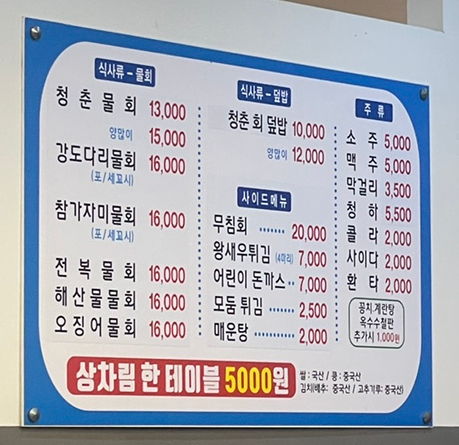 식사류 - 물회
청춘물회 13,000
양많이 15,000
강도다리물회 16,000
(포/세꼬시)
참가자미물회 16,000
(포/세꼬시)
전복물회 16,000
해산물물회 16,000
오징어물회 16,000
식사류 - 덮밥
청춘회덮밥 10,000
양많이 12,000
사이드메뉴
무침회 ······· 20,000
왕새우튀김 (4마리) 7,000
어린이 돈까스 ·· 7,000
모둠 튀김 ······ 2,500
매운탕 ········· 2,000
주 류
소 주 5,000
맥 주 5,000
막걸리 3,500
청 하 5,500
콜 라 2,000
사이다 2,000
환 타 2,000
꽁치.계란탕
옥수수철판
추가시 1,000원
상차림 한 테이블 5000원
쌀 : 국산 / 콩 : 중국산
김치(배추: 중국산 / 고추가루: 중국산)